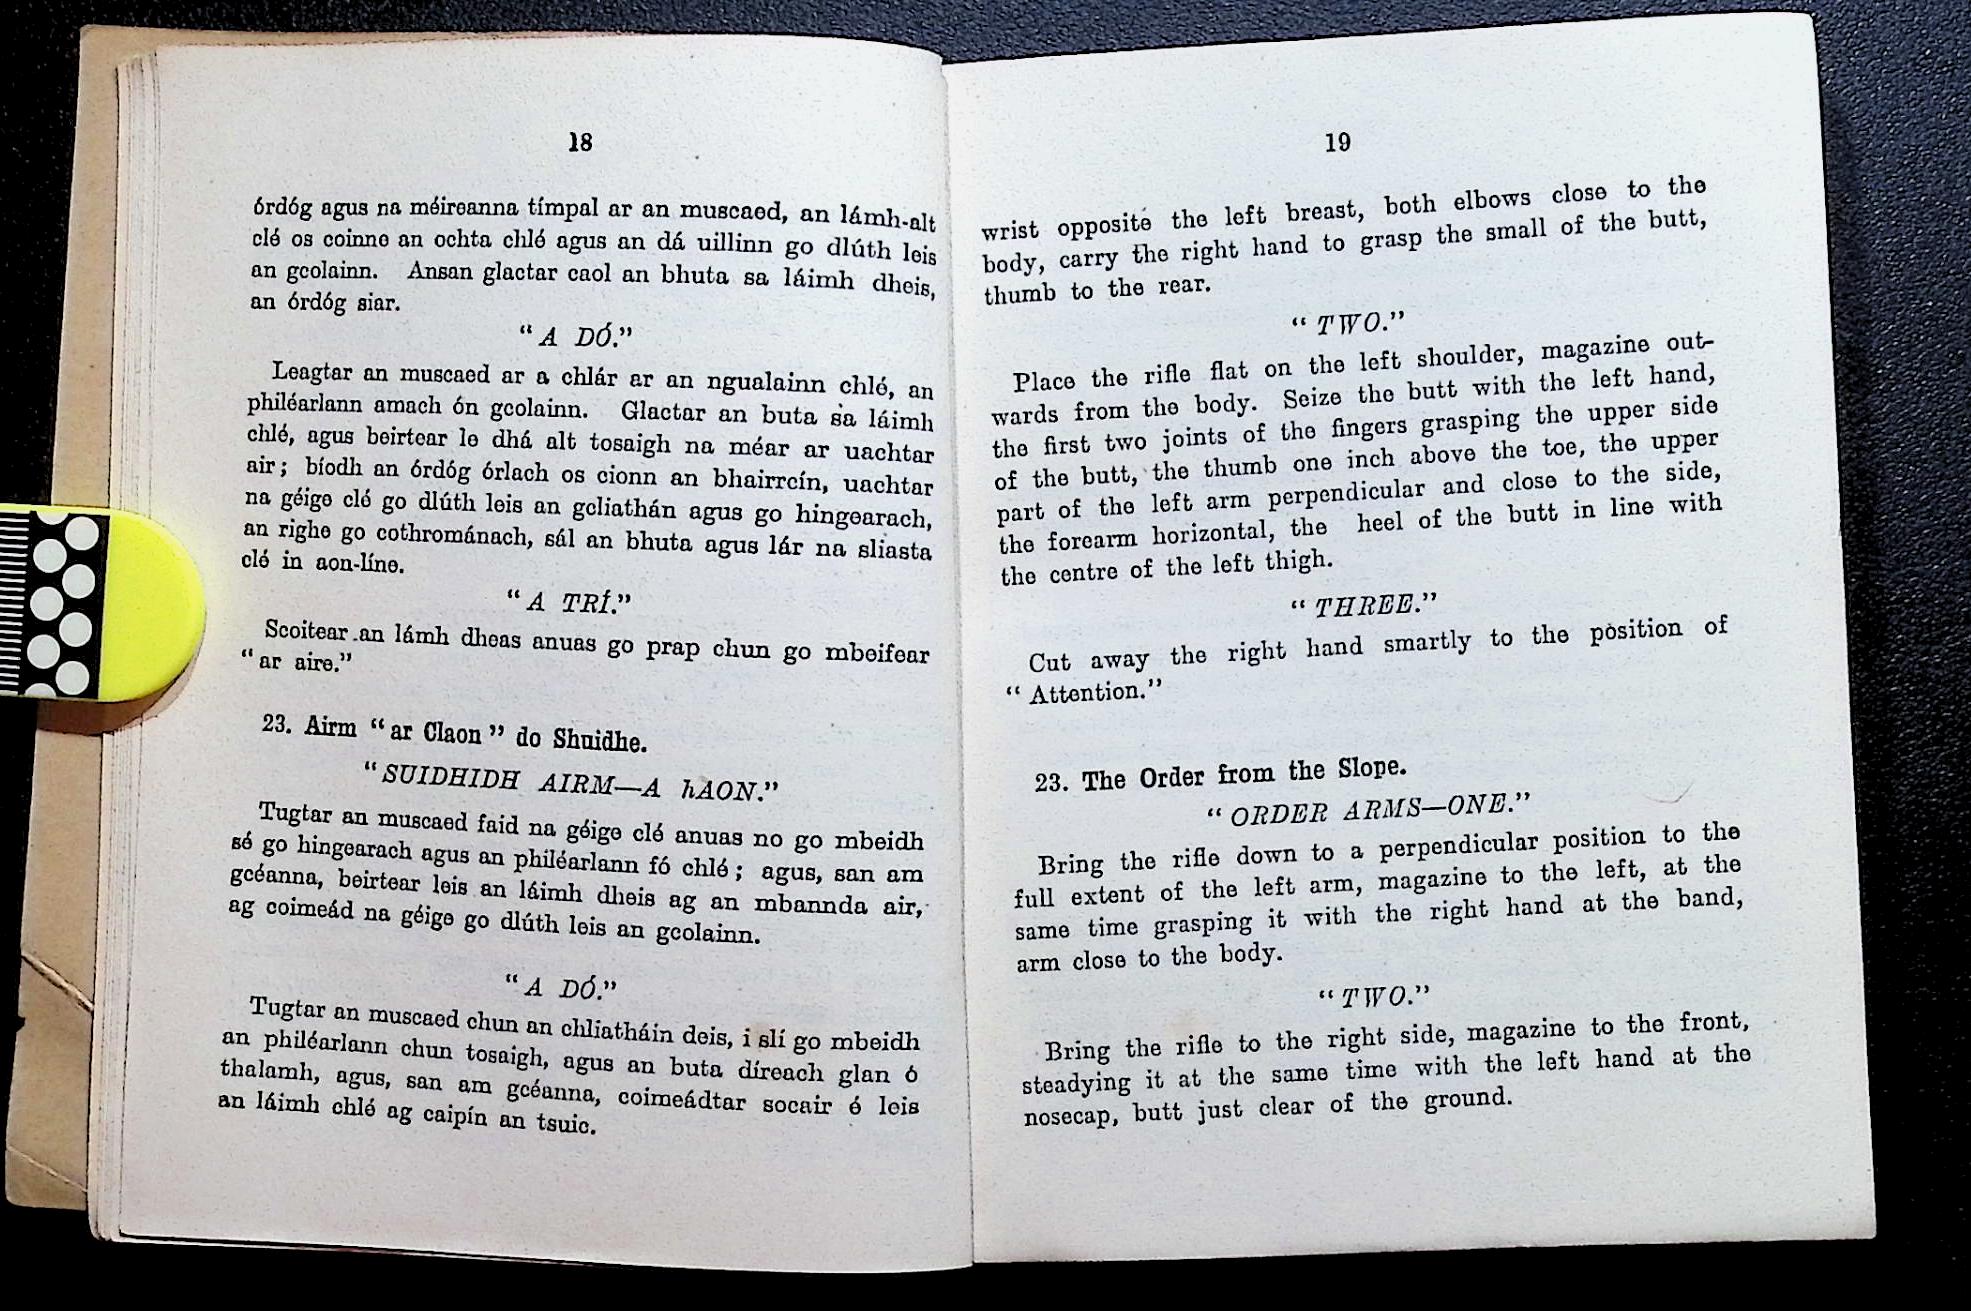 18
órdóg agus na méireanna tímpal ar an muscaed, an lámh-alt
clé os coinne an ochta chlé agus an dá uillinn go dlúth leis
an gcolainn. Ansan glactar caol an bhuta sa láimh dheis,
an órdóg siar.
“A DÓ.”
Leagtar an muscaed ar a chlár ar an ngualainn chlé, an
philéarlann amach ón gcolainn. Glactar an buta sa láimh
chlé, agus beirtear le dhá alt tosaigh na méar ar uachtar
air; bíodh an órdóg órlach os cionn an bhairrcín, uachtar
na géige clé go dlúth leis an gcliathán agus go hingearach,
an righe go cothrománach, sál an bhuta agus lár na sliasta
clé in aon-líne.
“A TRÍ.”
Scoitear an lámh dheas anuas go prap chun go mbeifear
“ar aire.”
23. Airm “ar Claon” do Shuidhe.
“SUIDHIDH AIRM—A hAON.”
Tugtar an muscaed faid na géige clé anuas no go mbeidh
sé go hingearach agus an philéarlann fó chlé; agus, san am
gcéanna, beirtear leis an láimh dheis ag an mbannda air,
ag coimeád na géige go dlúth leis an gcolainn.
“A DÓ.”
Tugtar an muscaed chun an chliatháin deis, i slí go mbeidh
an philéarlann chun tosaigh, agus an buta díreach glan ó
thalamh, agus, san am gcéanna, coimeádtar socair é leis
an láimh chlé ag caipín an tsuic.
19
wrist opposite the left breast, both elbows close to the
body, carry the right hand to grasp the small of the butt,
thumb to the rear.
“TWO.”
Place the rifle flat on the left shoulder, magazine out-
wards from the body. Seize the butt with the left hand,
the first two joints of the fingers grasping the upper side
of the butt, the thumb one inch above the toe, the upper
part of the left arm perpendicular and close to the side,
the forearm horizontal, the heel of the butt in line with
the centre of the left thigh.
“THREE.”
Cut away the right hand smartly to the position of
“Attention.”
23. The Order from the Slope.
“ORDER ARMS—ONE.”
Bring the rifle down to a perpendicular position to the
full extent of the left arm, magazine to the left, at the
same time grasping it with the right hand at the band,
arm close to the body.
“TWO.”
Bring the rifle to the right side, magazine to the front,
steadying it at the same time with the left hand at the
nosecap, butt just clear of the ground.